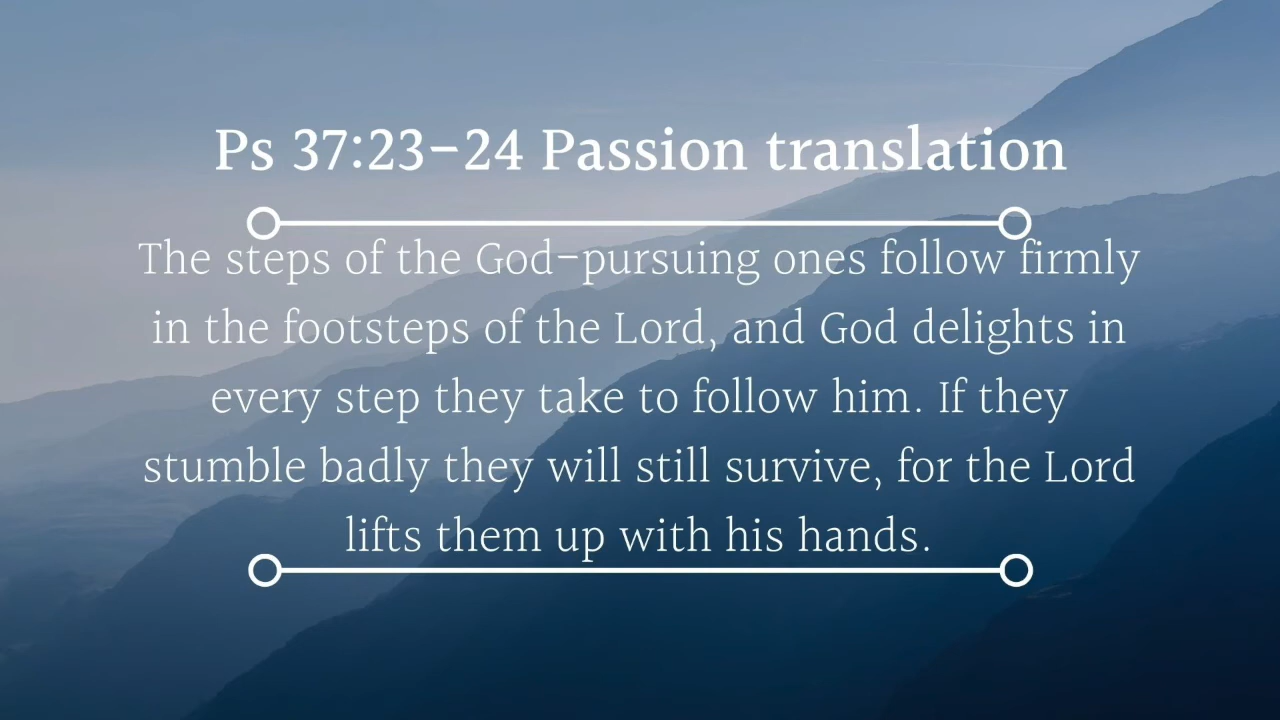 Ps 37:23-24 Passion translation
The steps of the God-pursuing ones follow firmly
in the footsteps of the Lord, and God delights in
every step they take to follow him. If they
stumble badly they will still survive, for the Lord
lifts them up with his hands.